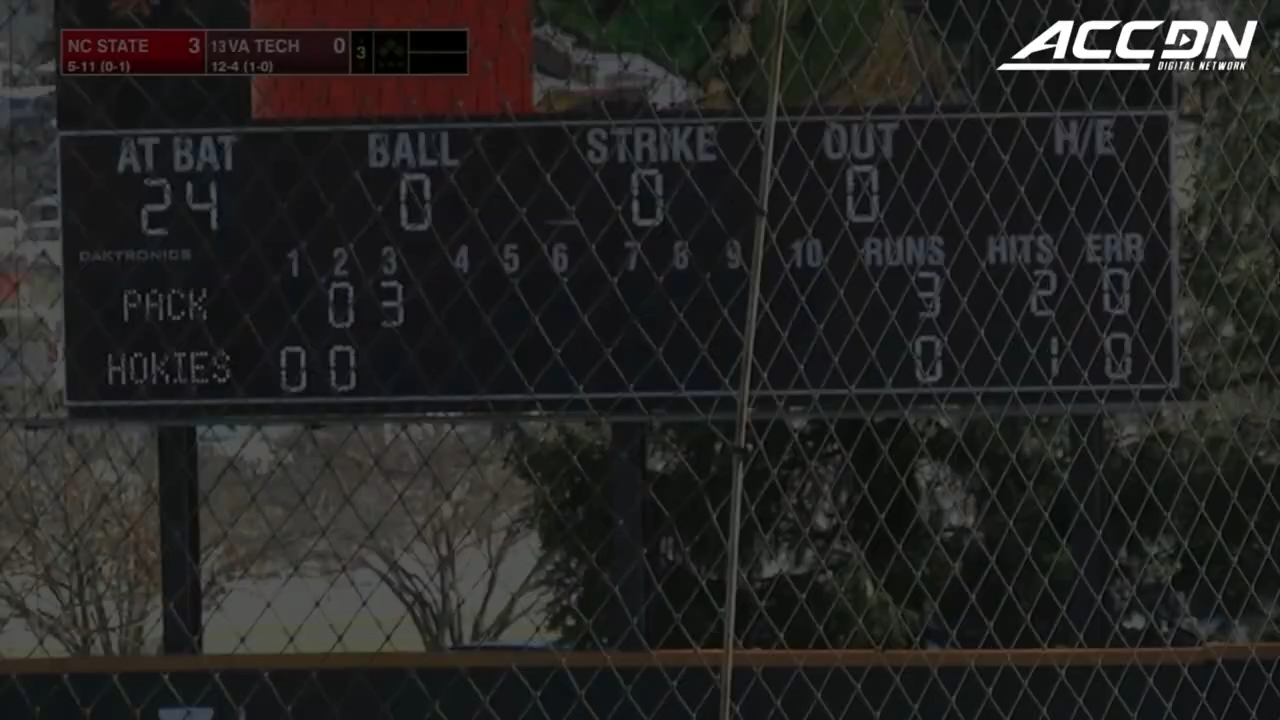 NC STATE 3 13 VA TECH 0 3
5-11 (0-1) 12-4 (1-0)
ACCDN
DIGITAL NETWORK
AT BAT BALL STRIKE OUT H/E
24 0 0 0
DAKTRONICS 1 2 3 4 5 6 7 8 9 10 RUNS HITS ERR
PACK 0 3 3 2 0
HOKIES 0 0 0 1 0